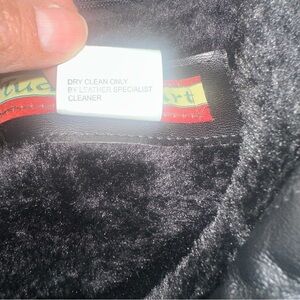 DRY CLEAN ONLY
BY LEATHER SPECIALIST
CLEANER